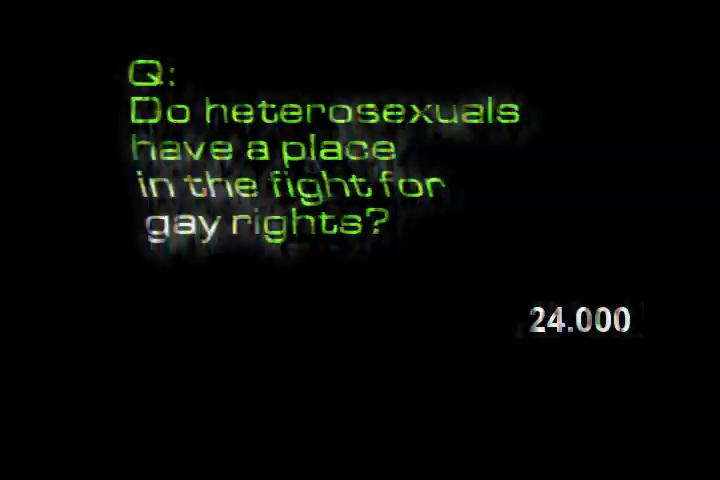 Q:
Do heterosexuals
have a place
in the fight for
gay rights?
24.000